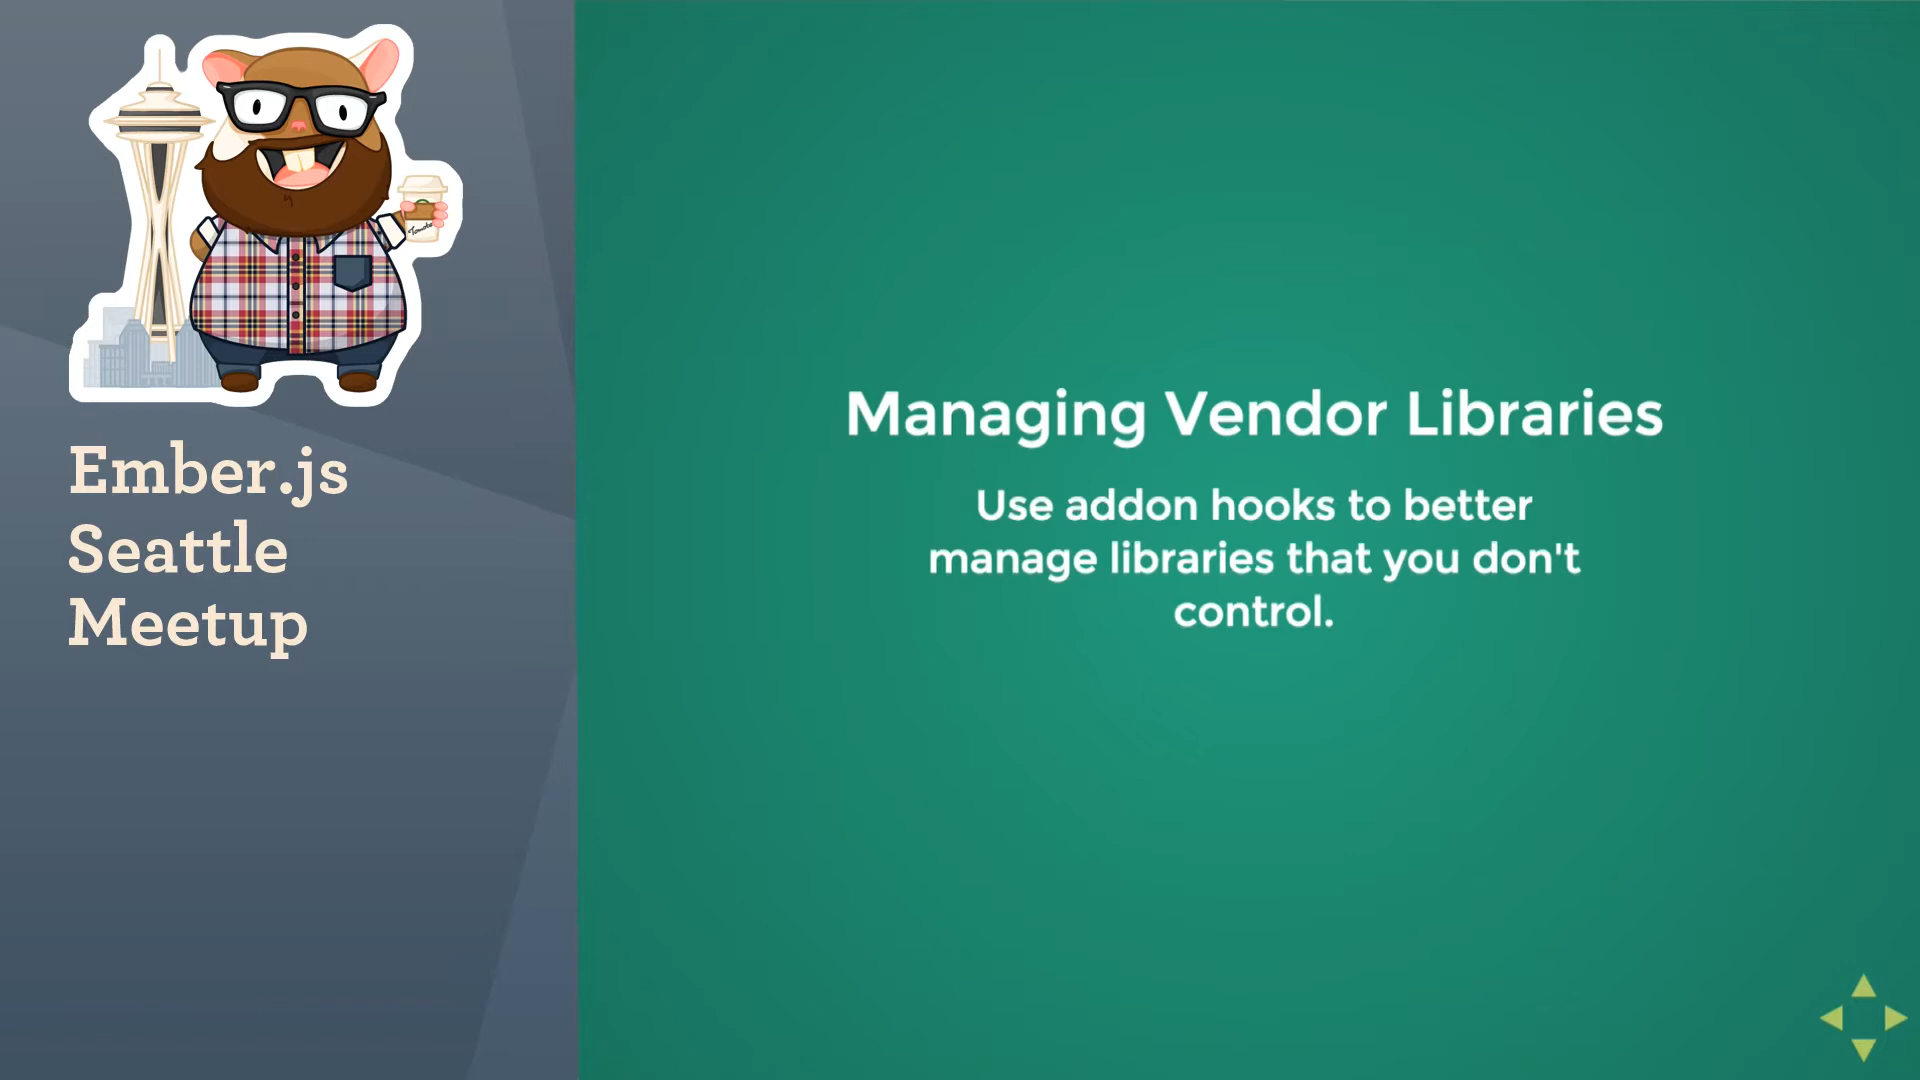 Ember.js
Seattle
Meetup
Managing Vendor Libraries
Use addon hooks to better
manage libraries that you don't
control.